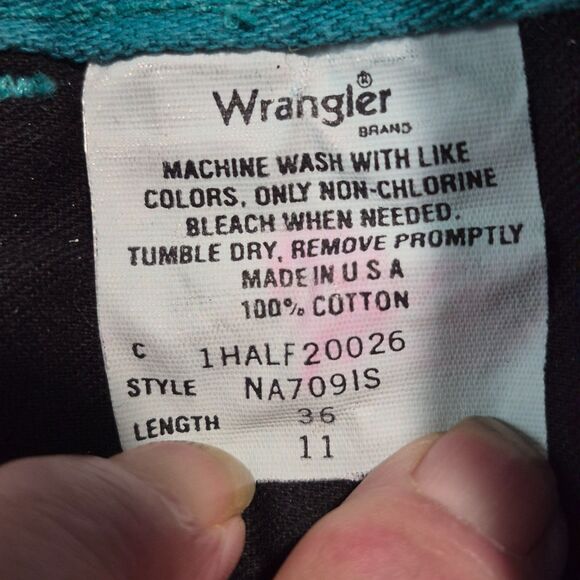 Wrangler®
BRAND
MACHINE WASH WITH LIKE
COLORS, ONLY NON-CHLORINE
BLEACH WHEN NEEDED.
TUMBLE DRY, REMOVE PROMPTLY
MADE IN U S A
100% COTTON
C 1HALF20026
STYLE NA709IS
LENGTH 36
11